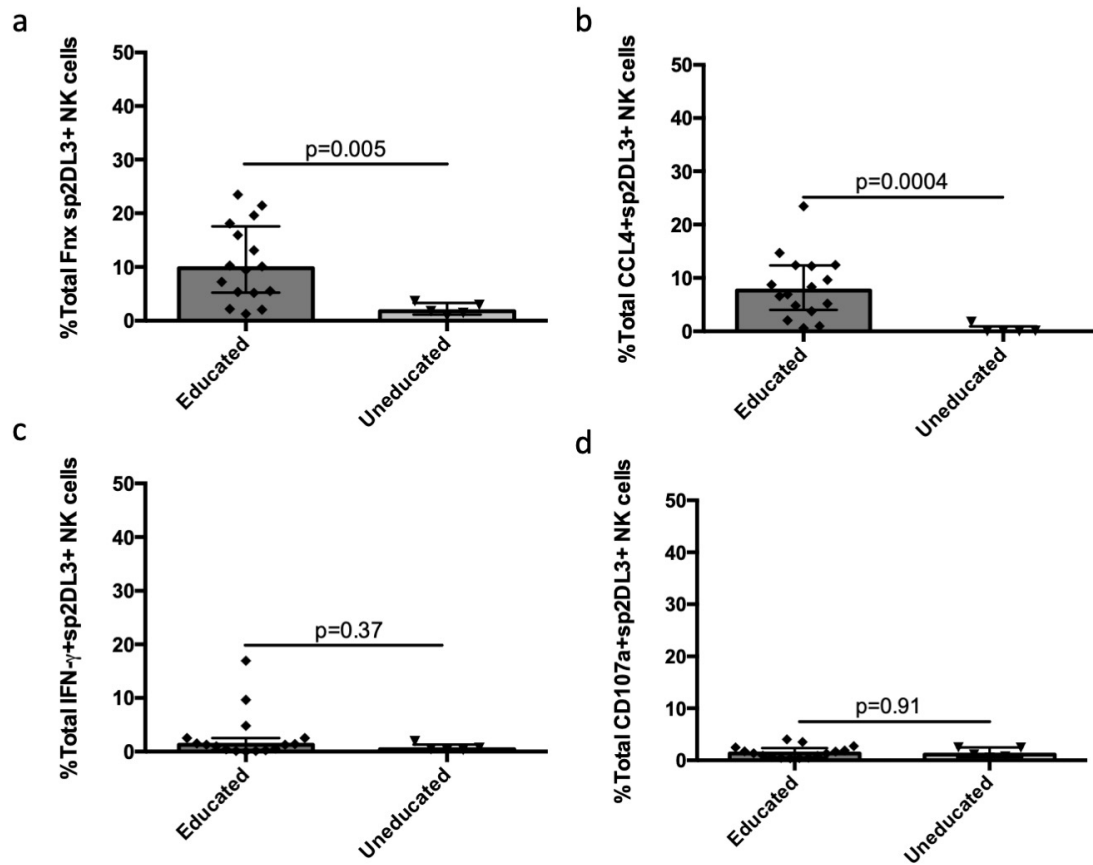 a
%Total Fnx sp2DL3+ NK cells
50
40
30
20
10
0
p=0.005
Educated
Uneducated
b
%Total CCL4+sp2DL3+ NK cells
50
40
30
20
10
0
p=0.0004
Educated
Uneducated
c
%Total IFN-γ+sp2DL3+ NK cells
50
40
30
20
10
0
p=0.37
Educated
Uneducated
d
%Total CD107a+sp2DL3+ NK cells
50
40
30
20
10
0
p=0.91
Educated
Uneducated